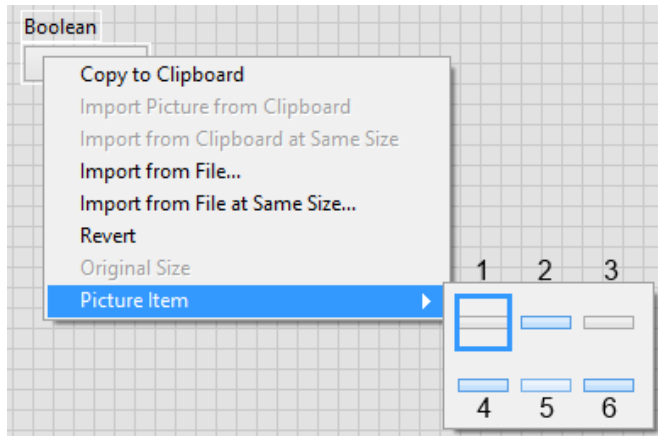 Boolean
Copy to Clipboard
Import Picture from Clipboard
Import from Clipboard at Same Size
Import from File...
Import from File at Same Size...
Revert
Original Size
Picture Item
1 2 3
4 5 6